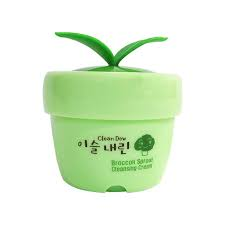 Clean Dew
이슬 내린
Broccoli Sprout
Cleansing Cream